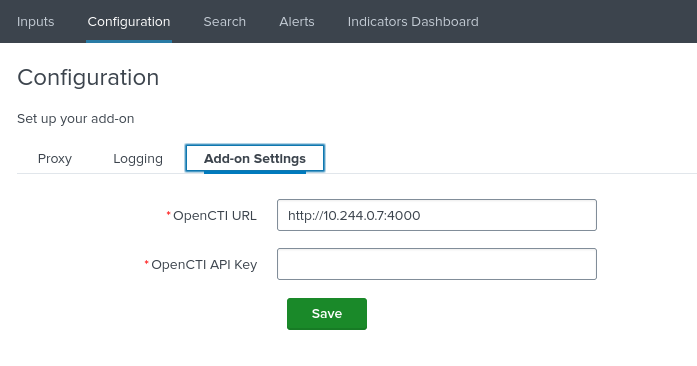 Inputs Configuration Search Alerts Indicators Dashboard
Configuration
Set up your add-on
Proxy Logging Add-on Settings
* OpenCTI URL http://10.244.0.7:4000
* OpenCTI API Key
Save